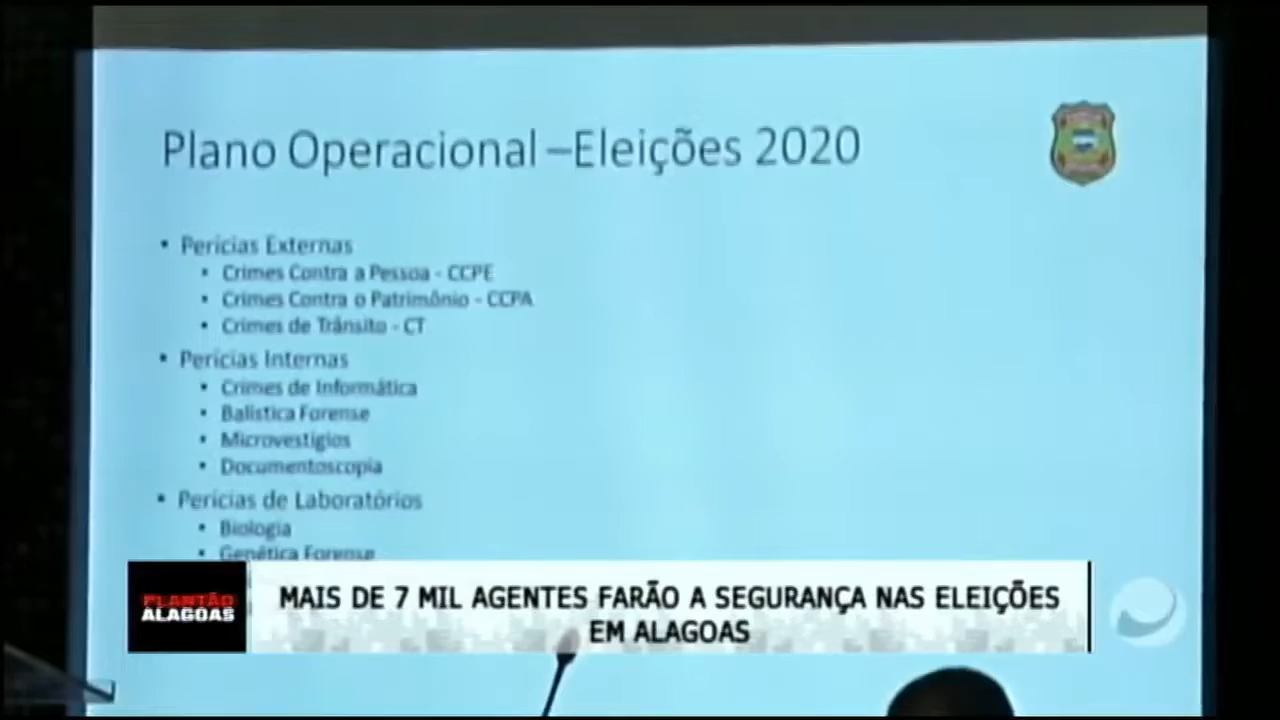 Plano Operacional –Eleições 2020
• Perícias Externas
• Crimes Contra a Pessoa - CCPE
• Crimes Contra o Patrimônio - CCPA
• Crimes de Trânsito - CT
• Perícias Internas
• Crimes de Informática
• Balística Forense
• Microvestígios
• Documentoscopia
• Perícias de Laboratórios
• Biologia
• Genética Forense
PLANTÃO
ALAGOAS
MAIS DE 7 MIL AGENTES FARÃO A SEGURANÇA NAS ELEIÇÕES
EM ALAGOAS